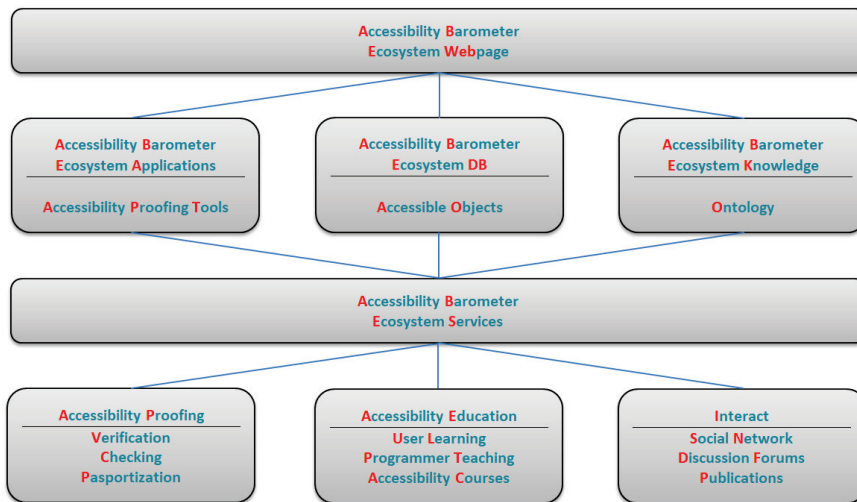 Accessibility Barometer
Ecosystem Webpage
Accessibility Barometer
Ecosystem Applications
Accessibility Proofing Tools
Accessibility Barometer
Ecosystem DB
Accessible Objects
Accessibility Barometer
Ecosystem Knowledge
Ontology
Accessibility Barometer
Ecosystem Services
Accessibility Proofing
Verification
Checking
Pasportization
Accessibility Education
User Learning
Programmer Teaching
Accessibility Courses
Interact
Social Network
Discussion Forums
Publications